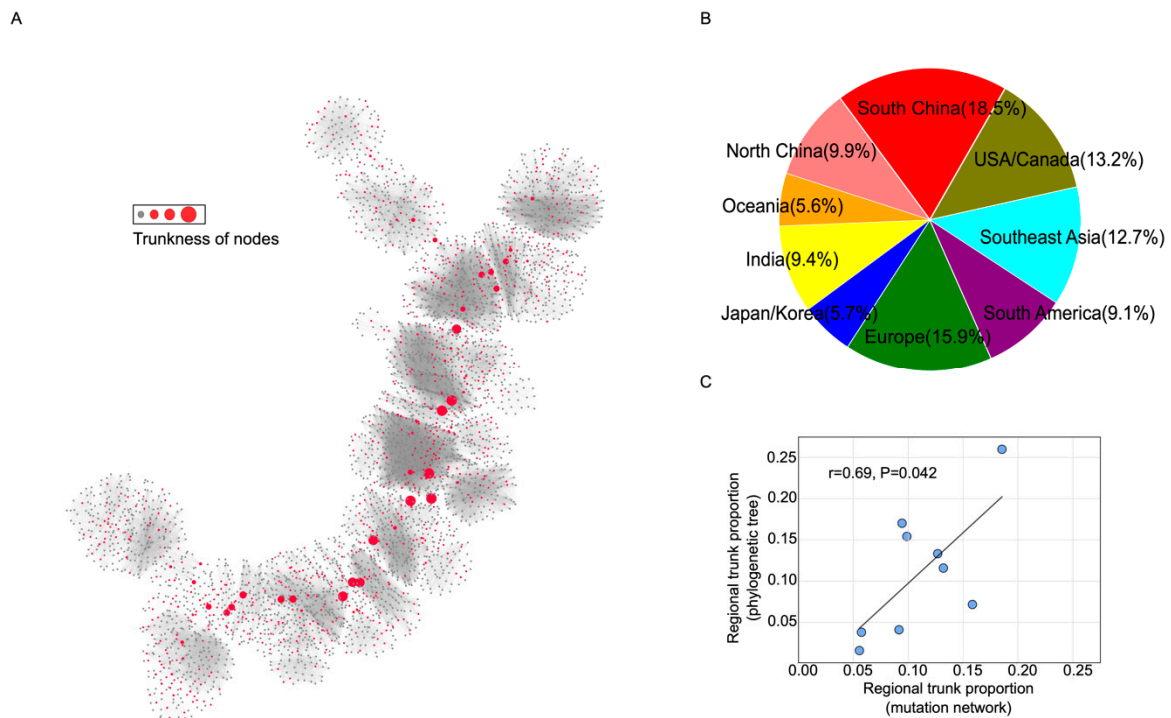 A
B
Trunkness of nodes
South China(18.5%)
North China(9.9%)
USA/Canada(13.2%)
Oceania(5.6%)
Southeast Asia(12.7%)
India(9.4%)
Japan/Korea(5.7%)
South America(9.1%)
Europe(15.9%)
C
r=0.69, P=0.042
Regional trunk proportion
(phylogenetic tree)
0.25
0.20
0.15
0.10
0.05
0.00 0.05 0.10 0.15 0.20 0.25
Regional trunk proportion
(mutation network)